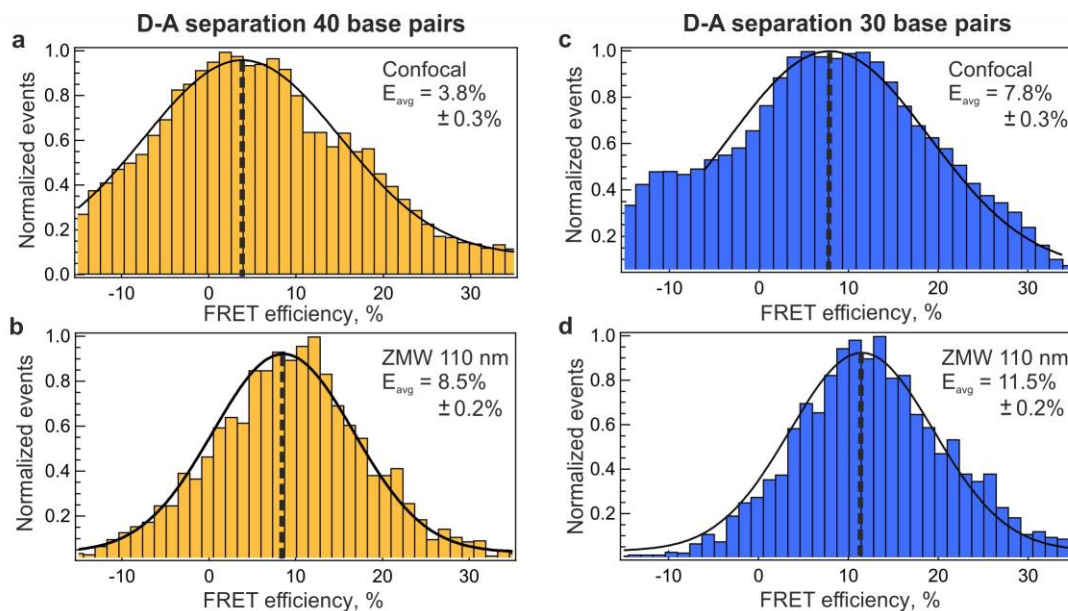 D-A separation 40 base pairs
a
Confocal
E_avg = 3.8%
± 0.3%
Normalized events
1.0
0.8
0.6
0.4
0.2
0.0
-10 0 10 20 30
FRET efficiency, %
b
ZMW 110 nm
E_avg = 8.5%
± 0.2%
Normalized events
1.0
0.8
0.6
0.4
0.2
-10 0 10 20 30
FRET efficiency, %
D-A separation 30 base pairs
c
Confocal
E_avg = 7.8%
± 0.3%
Normalized events
1.0
0.8
0.6
0.4
0.2
-10 0 10 20 30
FRET efficiency, %
d
ZMW 110 nm
E_avg = 11.5%
± 0.2%
Normalized events
1.0
0.8
0.6
0.4
0.2
-10 0 10 20 30
FRET efficiency, %